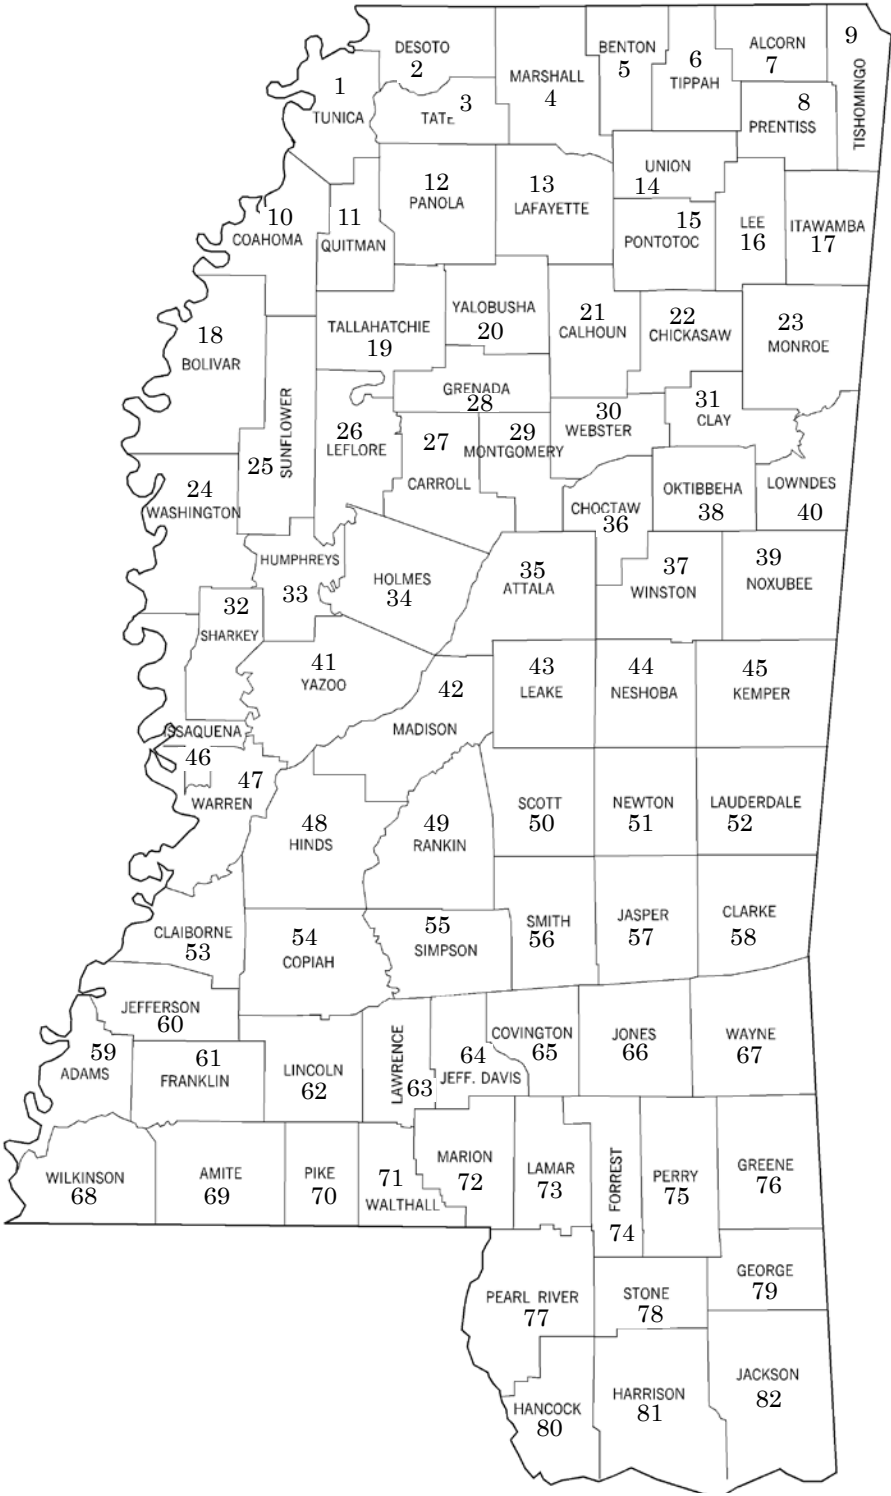 DESOTO
2
BENTON
5
6
TIPPAH
ALCORN
7
9
TISHOMINGO
1
TUNICA
3
TATE
MARSHALL
4
8
PRENTISS
12
PANOLA
13
LAFAYETTE
UNION
14
10
COAHOMA
11
QUITMAN
15
PONTOTOC
LEE
16
ITAWAMBA
17
18
BOLIVAR
TALLAHATCHIE
19
YALOBUSHA
20
21
CALHOUN
22
CHICKASAW
23
MONROE
SUNFLOWER
25
26
LEFLORE
GRENADA
28
27
CARROLL
29
MONTGOMERY
30
WEBSTER
31
CLAY
24
WASHINGTON
CHOCTAW
36
OKTIBBEHA
38
LOWNDES
40
HUMPHREYS
33
HOLMES
34
35
ATTALA
37
WINSTON
39
NOXUBEE
32
SHARKEY
41
YAZOO
42
MADISON
43
LEAKE
44
NESHOBA
45
KEMPER
ISSAQUENA
46
47
WARREN
48
HINDS
49
RANKIN
SCOTT
50
NEWTON
51
LAUDERDALE
52
CLAIBORNE
53
54
COPIAH
55
SIMPSON
SMITH
56
JASPER
57
CLARKE
58
JEFFERSON
60
59
ADAMS
61
FRANKLIN
LINCOLN
62
LAWRENCE
63
64
JEFF. DAVIS
COVINGTON
65
JONES
66
WAYNE
67
WILKINSON
68
AMITE
69
PIKE
70
71
WALTHALL
MARION
72
LAMAR
73
FORREST
74
PERRY
75
GREENE
76
PEARL RIVER
77
STONE
78
GEORGE
79
HANCOCK
80
HARRISON
81
JACKSON
82